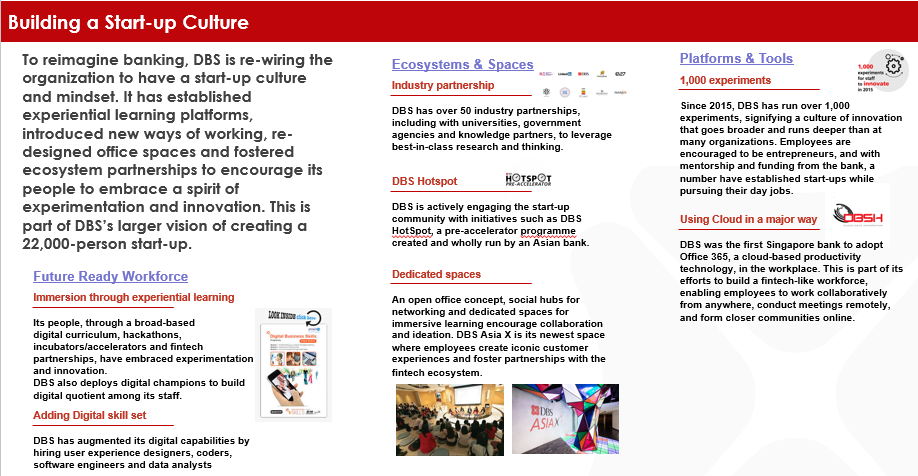 Building a Start-up Culture
To reimagine banking, DBS is re-wiring the
organization to have a start-up culture
and mindset. It has established
experiential learning platforms,
introduced new ways of working, re-
designed office spaces and fostered
ecosystem partnerships to encourage its
people to embrace a spirit of
experimentation and innovation. This is
part of DBS's larger vision of creating a
22,000-person start-up.
Future Ready Workforce
Immersion through experiential learning
Its people, through a broad-based
digital curriculum, hackathons,
incubators/accelerators and fintech
partnerships, have embraced experimentation
and innovation.
DBS also deploys digital champions to build
digital quotient among its staff.
LOOK INSIDE click here
Digital Business Skills
Adding Digital skill set
DBS has augmented its digital capabilities by
hiring user experience designers, coders,
software engineers and data analysts
Ecosystems & Spaces
Industry partnership
DBS has over 50 industry partnerships,
including with universities, government
agencies and knowledge partners, to leverage
best-in-class research and thinking.
DBS Hotspot
HOTSPOT
PRE-ACCELERATOR
DBS is actively engaging the start-up
community with initiatives such as DBS
HotSpot, a pre-accelerator programme
created and wholly run by an Asian bank.
Dedicated spaces
An open office concept, social hubs for
networking and dedicated spaces for
immersive learning encourage collaboration
and ideation. DBS Asia X is its newest space
where employees create iconic customer
experiences and foster partnerships with the
fintech ecosystem.
DBS
ASIA X
Platforms & Tools
1,000
experiments
for staff
to innovate
in 2015
1,000 experiments
Since 2015, DBS has run over 1,000
experiments, signifying a culture of innovation
that goes broader and runs deeper than at
many organizations. Employees are
encouraged to be entrepreneurs, and with
mentorship and funding from the bank, a
number have established start-ups while
pursuing their day jobs.
Using Cloud in a major way
DBSH
DBS was the first Singapore bank to adopt
Office 365, a cloud-based productivity
technology, in the workplace. This is part of its
efforts to build a fintech-like workforce,
enabling employees to work collaboratively
from anywhere, conduct meetings remotely,
and form closer communities online.